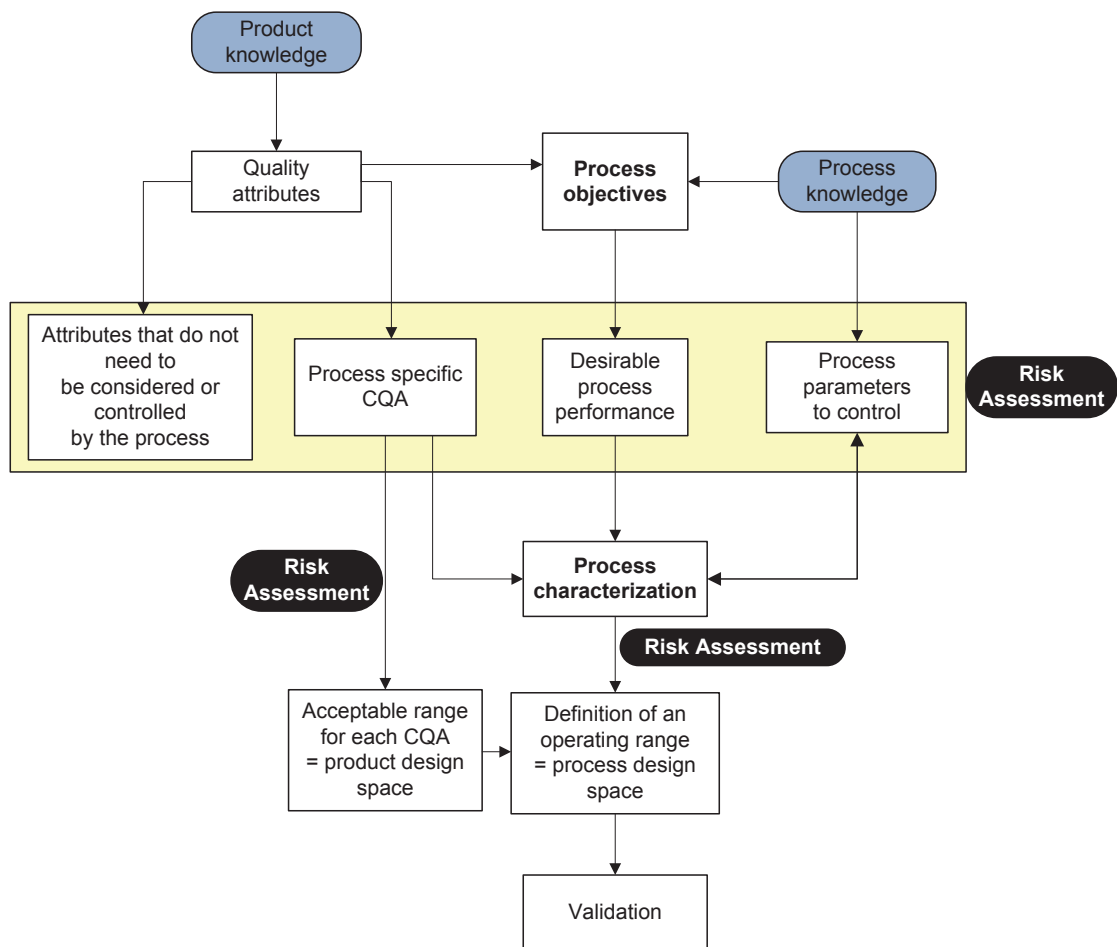 Product
knowledge
Quality
attributes
Process
objectives
Process
knowledge
Attributes that do not
need to
be considered or
controlled
by the process
Process specific
CQA
Desirable
process
performance
Process
parameters
to control
Risk
Assessment
Risk
Assessment
Process
characterization
Risk Assessment
Acceptable range
for each CQA
= product design
space
Definition of an
operating range
= process design
space
Validation